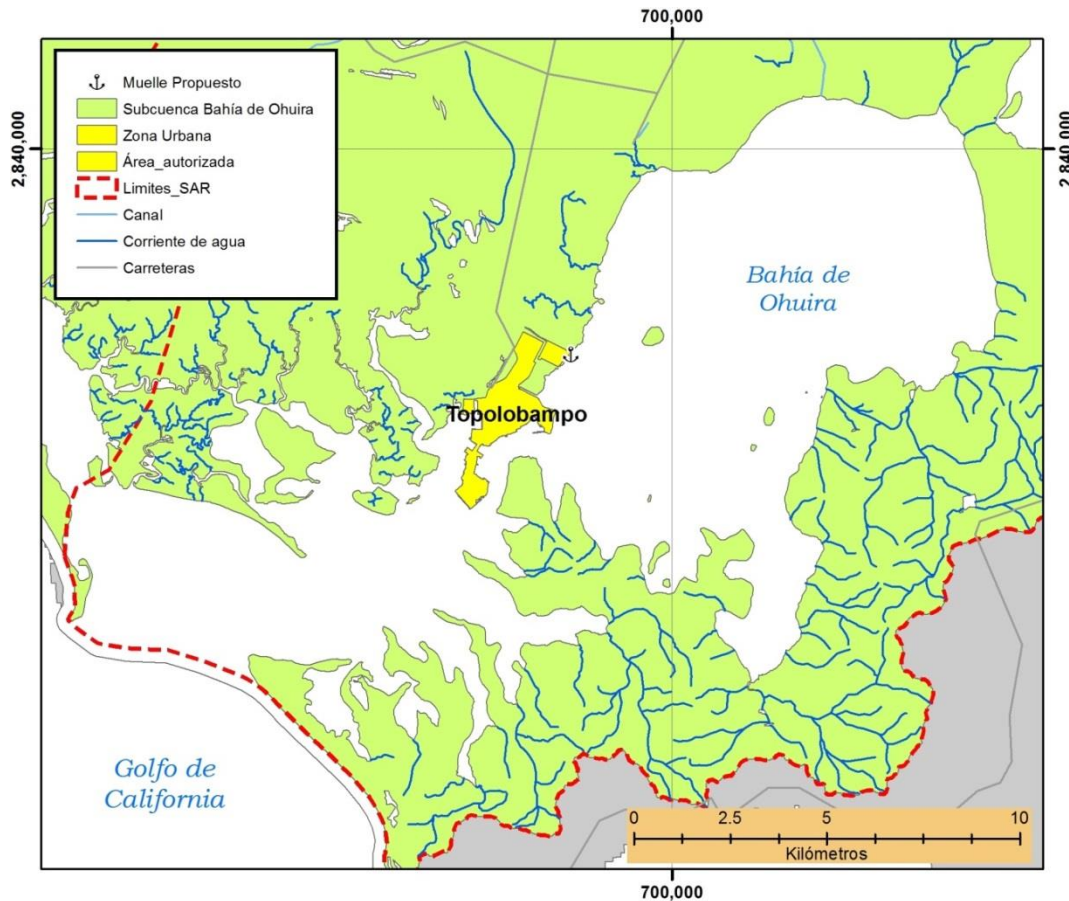 700,000
2,840,000
2,840,000
Muelle Propuesto
Subcuenca Bahía de Ohuira
Zona Urbana
Área_autorizada
Limites_SAR
Canal
Corriente de agua
Carreteras
Bahía de
Ohuira
Topolobampo
Golfo de
California
0 2.5 5 10
Kilómetros
700,000